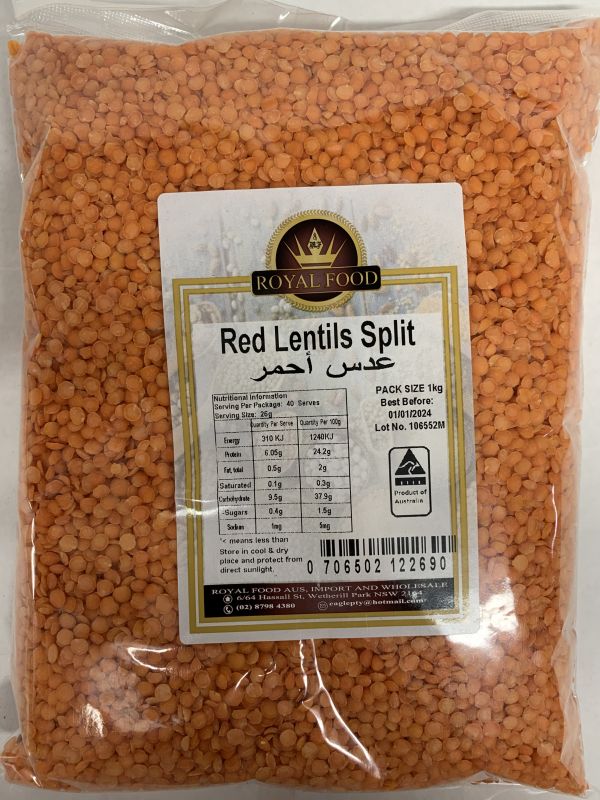 ROYAL FOOD
Red Lentils Split
عدس أحمر
PACK SIZE 1kg
Best Before:
01/01/2024
Lot No. 106552M
Nutritional Information
Serving Per Package: 40 Serves
Serving Size: 25g
Quantity Per Serve Quantity Per 100g
Energy 310 KJ 1240KJ
Protein 6.05g 24.2g
Fat, total 0.5g 2g
Saturated 0.1g 0.3g
Carbohydrate 9.5g 37.9g
-Sugars 0.4g 1.5g
Sodium 1mg 5mg
Product of
Australia
'< means less than
Store in cool & dry
place and protect from
direct sunlight.
0 706502 122690
ROYAL FOOD AUS, IMPORT AND WHOLESALE
6/64 Hassall St, Wetherill Park NSW 2164
(02) 8798 4380 eaglepty@hotmail.com